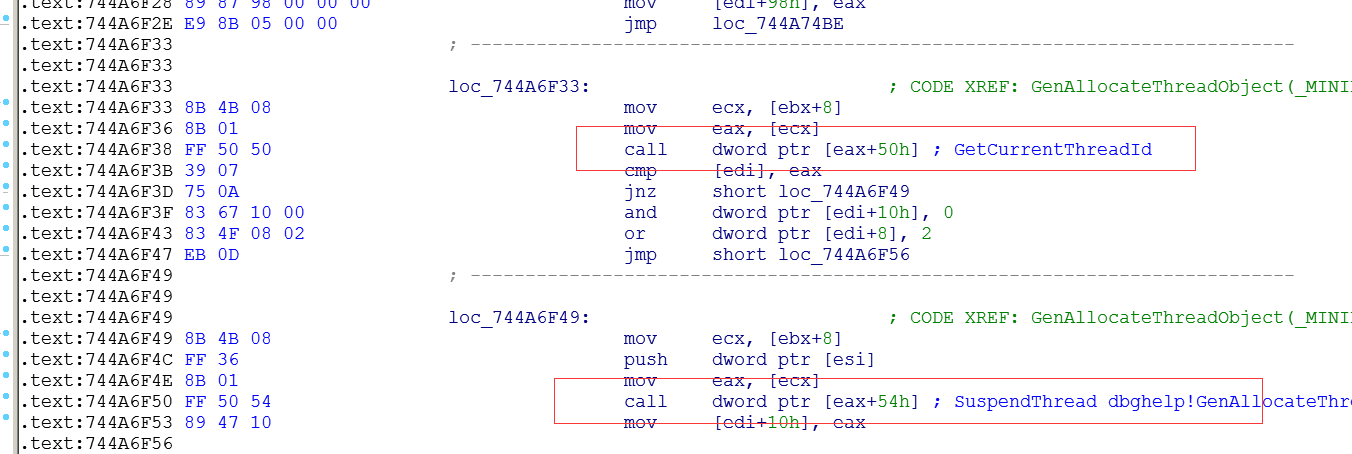 .text:744A6F28 89 87 98 00 00 00 mov [edi+98h], eax
.text:744A6F2E E9 8B 05 00 00 jmp loc_744A74BE
.text:744A6F33 ; ---------------------------------------------------------------------------
.text:744A6F33
.text:744A6F33 loc_744A6F33: ; CODE XREF: GenAllocateThreadObject(_MINI
.text:744A6F33 8B 4B 08 mov ecx, [ebx+8]
.text:744A6F36 8B 01 mov eax, [ecx]
.text:744A6F38 FF 50 50 call dword ptr [eax+50h] ; GetCurrentThreadId
.text:744A6F3B 39 07 cmp [edi], eax
.text:744A6F3D 75 0A jnz short loc_744A6F49
.text:744A6F3F 83 67 10 00 and dword ptr [edi+10h], 0
.text:744A6F43 83 4F 08 02 or dword ptr [edi+8], 2
.text:744A6F47 EB 0D jmp short loc_744A6F56
.text:744A6F49 ; ---------------------------------------------------------------------------
.text:744A6F49
.text:744A6F49 loc_744A6F49: ; CODE XREF: GenAllocateThreadObject(_MINI
.text:744A6F49 8B 4B 08 mov ecx, [ebx+8]
.text:744A6F4C FF 36 push dword ptr [esi]
.text:744A6F4E 8B 01 mov eax, [ecx]
.text:744A6F50 FF 50 54 call dword ptr [eax+54h] ; SuspendThread dbghelp!GenAllocateThr
.text:744A6F53 89 47 10 mov [edi+10h], eax
.text:744A6F56